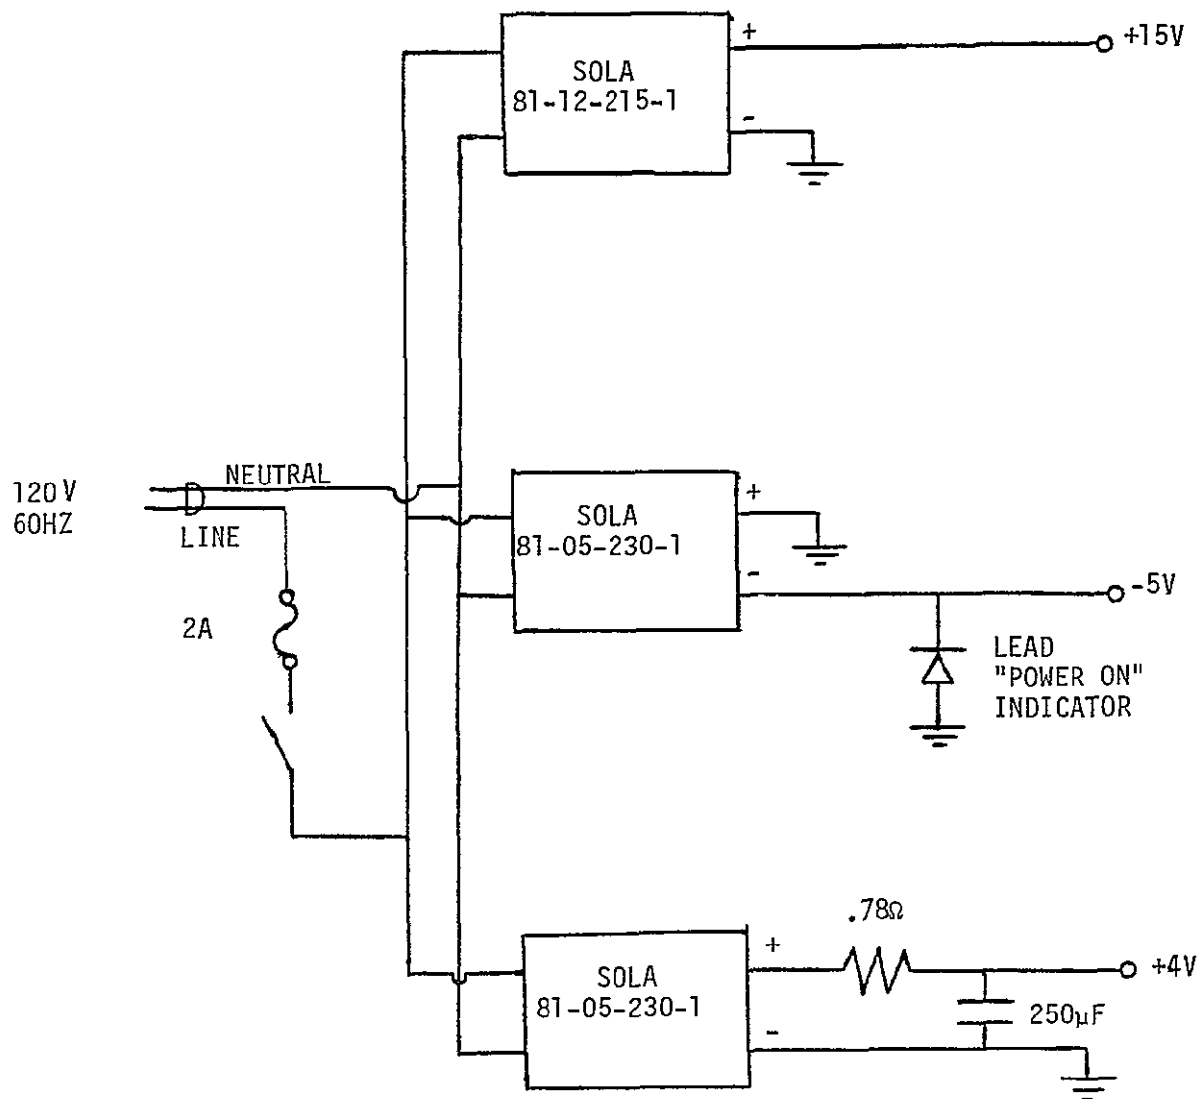 +
+15V
SOLA
81-12-215-1
-
NEUTRAL
120V
60HZ
LINE
+
SOLA
81-05-230-1
-
-5V
2A
LEAD
"POWER ON"
INDICATOR
.78Ω
+
+4V
SOLA
81-05-230-1
250µF
-